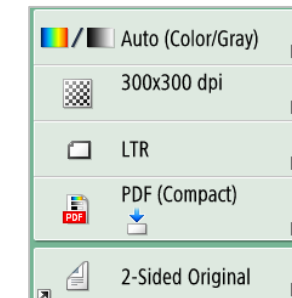 Auto (Color/Gray)
300x300 dpi
LTR
PDF (Compact)
PDF
2-Sided Original